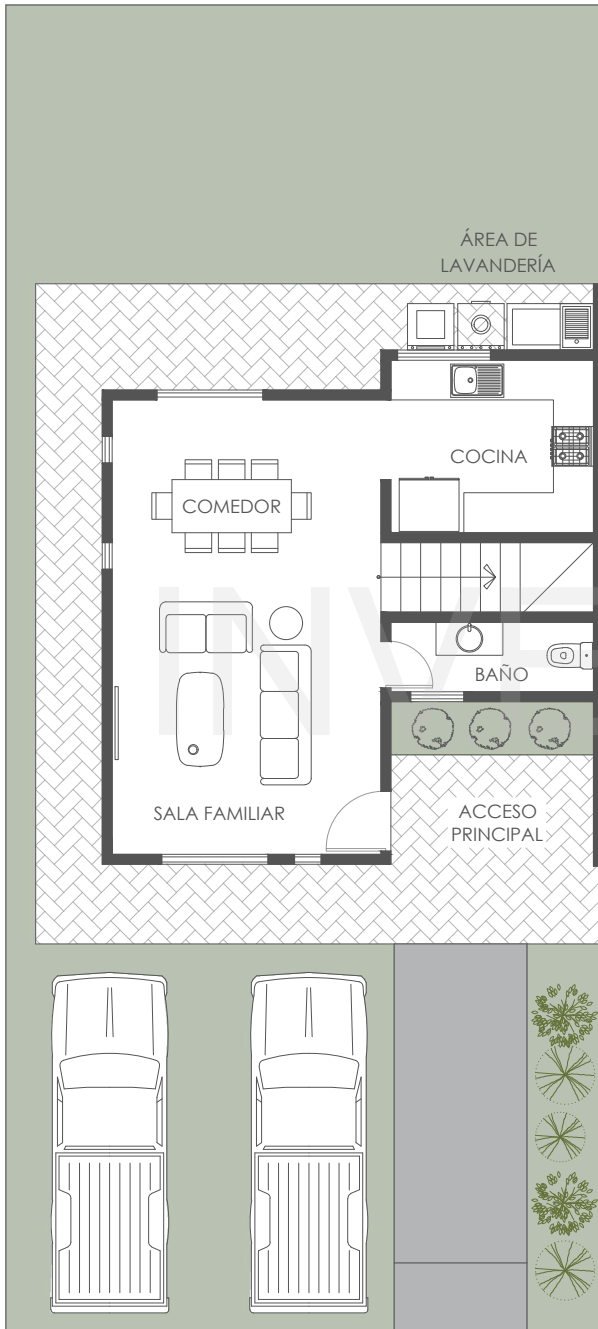 ÁREA DE
LAVANDERÍA
COCINA
COMEDOR
BAÑO
SALA FAMILIAR
ACCESO
PRINCIPAL